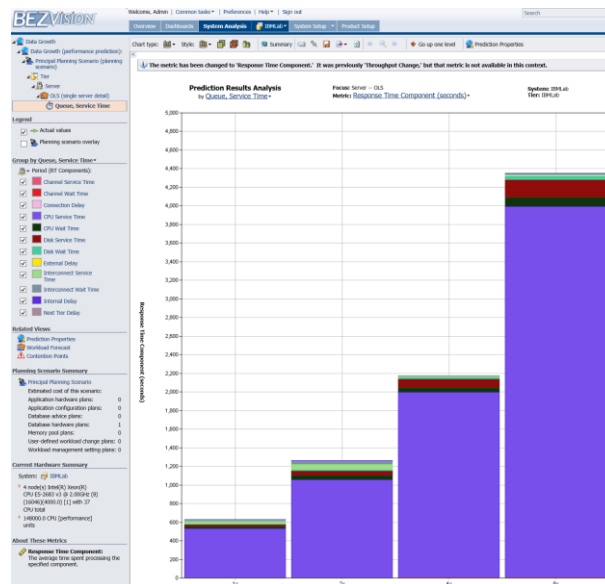 BEZVISION
Welcome, Admin | Common tasks | Preferences | Help | Sign out
Search
Overview Dashboards System Analysis IBMLab System Setup Product Setup
Chart type: Style: Summary Go up one level Prediction Properties
Data Growth
Data Growth (performance prediction):
Principal Planning Scenario (planning
scenario)
Tier
Server
OLS (single server detail)
Queue, Service Time
Legend
Actual values
Planning scenario overlay
Group by Queue, Service Time
Period (RT Components):
Channel Service Time
Channel Wait Time
Connection Delay
CPU Service Time
CPU Wait Time
Disk Service Time
Disk Wait Time
External Delay
Interconnect Service
Time
Interconnect Wait Time
Internal Delay
Next Tier Delay
Related Views
Prediction Properties
Workload Forecast
Contention Points
Planning Scenario Summary
Principal Planning Scenario
Estimated cost of this scenario:
Application hardware plans: 0
Application configuration plans: 0
Database advice plans: 0
Database hardware plans: 1
Memory pool plans: 0
User-defined workload change plans: 0
Workload management setting plans: 0
Current Hardware Summary
System: IBMLab
4 node(s) Intel(R) Xeon(R)
CPU E5-2683 v3 @ 2.00GHz (8)
(16046)(4000.0) [1] with 37
CPU total
148000.0 CPU [performance]
units
About These Metrics
Response Time Component:
The average time spent processing the
specified component.
The metric has been changed to 'Response Time Component.' It was previously 'Throughput Change,' but that metric is not available in this context.
Prediction Results Analysis
by Queue, Service Time
Focus: Server -- OLS
Metric: Response Time Component (seconds)
System: IBMLab
Tier: IBMLab
Response Time Component (Seconds)
5,000
4,800
4,600
4,400
4,200
4,000
3,800
3,600
3,400
3,200
3,000
2,800
2,600
2,400
2,200
2,000
1,800
1,600
1,400
1,200
1,000
800
600
400
200
0